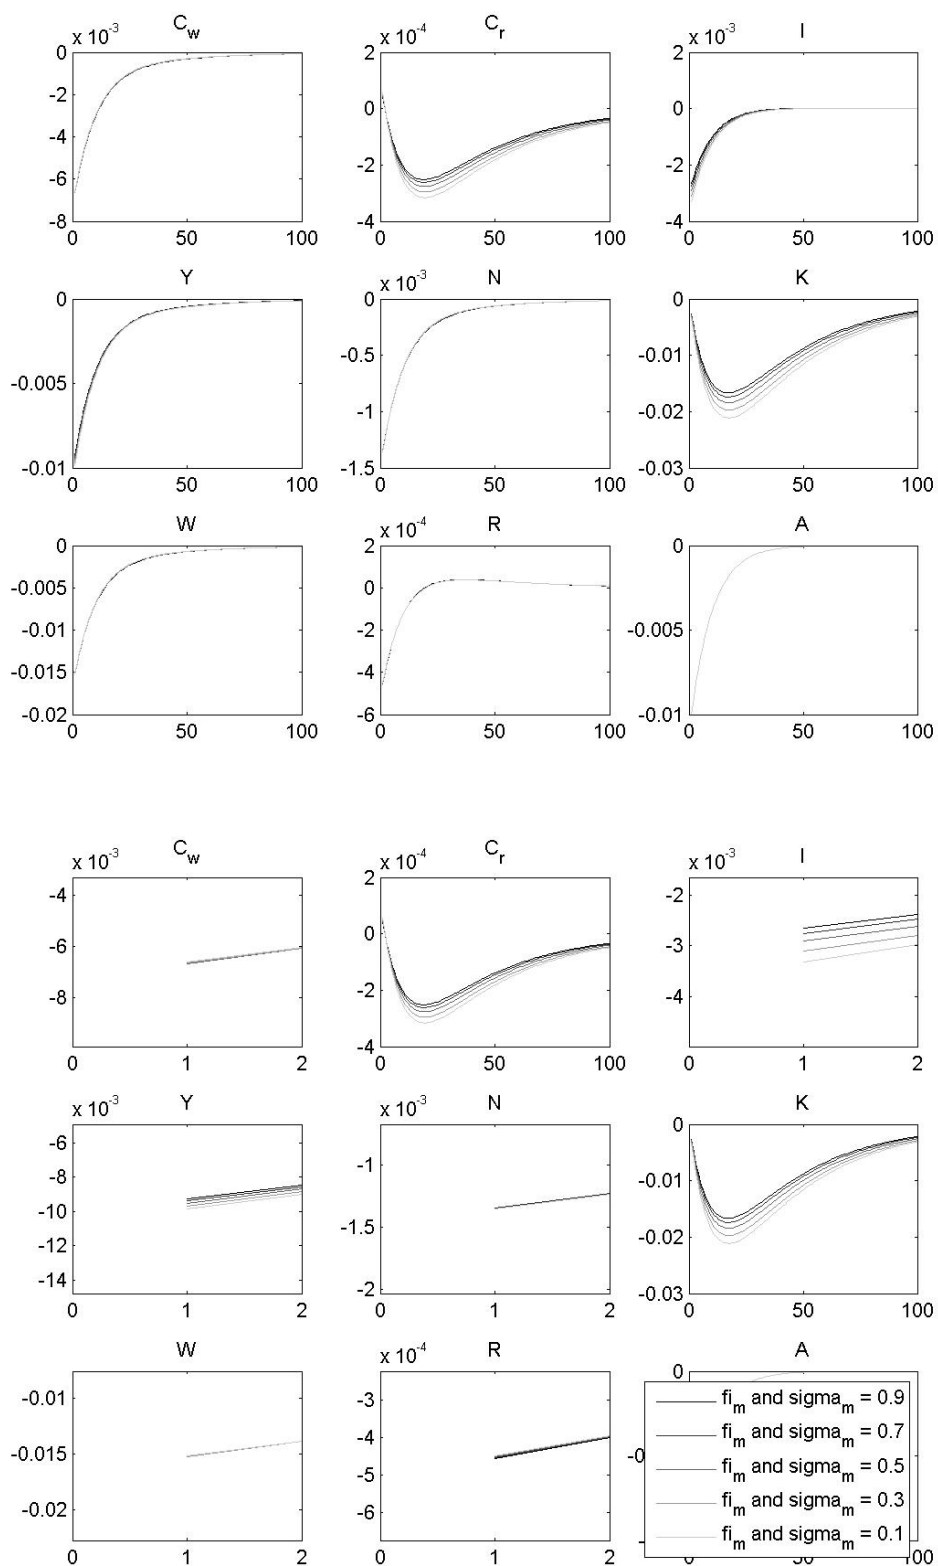 C_w C_r I
x 10^-3 x 10^-4 x 10^-3
0 -2 -4 -6 -8 0 50 100
2 0 -2 -4 0 50 100
2 0 -2 -4 0 50 100
Y N K
x 10^-3
0 -0.005 -0.01 0 50 100
0 -0.5 -1 -1.5 0 50 100
0 -0.01 -0.02 -0.03 0 50 100
W R A
x 10^-4
0 -0.005 -0.01 -0.015 -0.02 0 50 100
2 0 -2 -4 -6 0 50 100
0 -0.005 -0.01 0 50 100
C_w C_r I
x 10^-3 x 10^-4 x 10^-3
-4 -6 -8 0 1 2
2 0 -2 -4 0 50 100
-2 -3 -4 0 1 2
Y N K
x 10^-3 x 10^-3
-6 -8 -10 -12 -14 0 1 2
-1 -1.5 -2 0 1 2
0 -0.01 -0.02 -0.03 0 50 100
W R A
x 10^-4
-0.01 -0.015 -0.02 0 1 2
-3 -4 -5 -6 0 1 2
0 -0
fi_m and sigma_m = 0.9
fi_m and sigma_m = 0.7
fi_m and sigma_m = 0.5
fi_m and sigma_m = 0.3
fi_m and sigma_m = 0.1